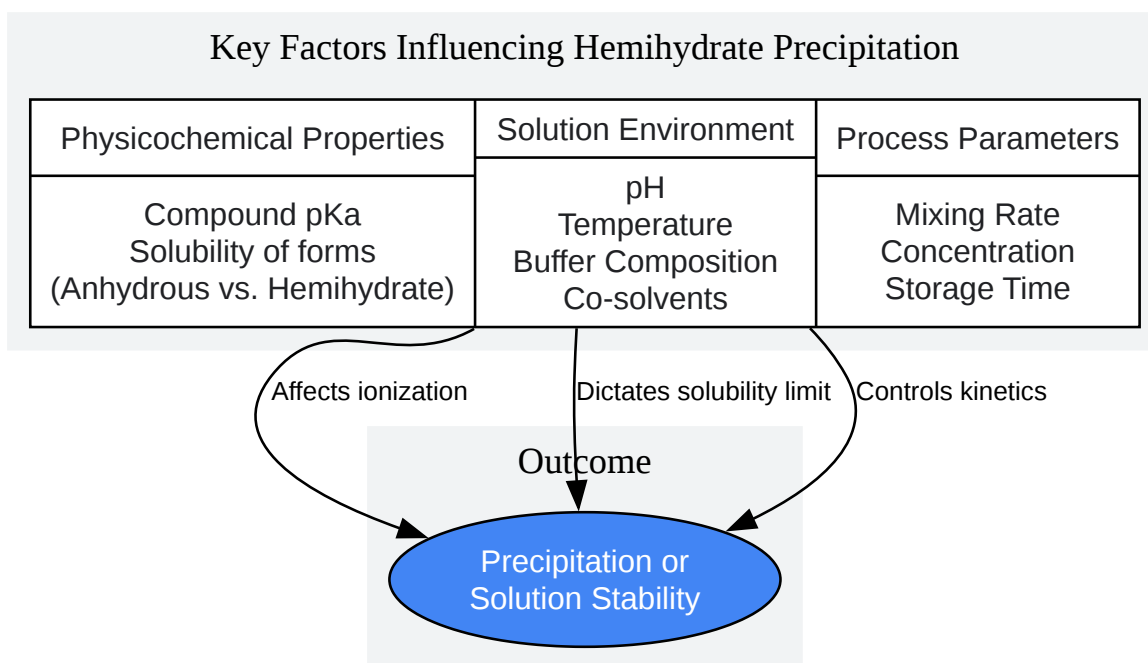 Key Factors Influencing Hemihydrate Precipitation
Physicochemical Properties
Compound pKa
Solubility of forms
(Anhydrous vs. Hemihydrate)
Solution Environment
pH
Temperature
Buffer Composition
Co-solvents
Process Parameters
Mixing Rate
Concentration
Storage Time
Affects ionization
Dictates solubility limit
Controls kinetics
Outcome
Precipitation or
Solution Stability